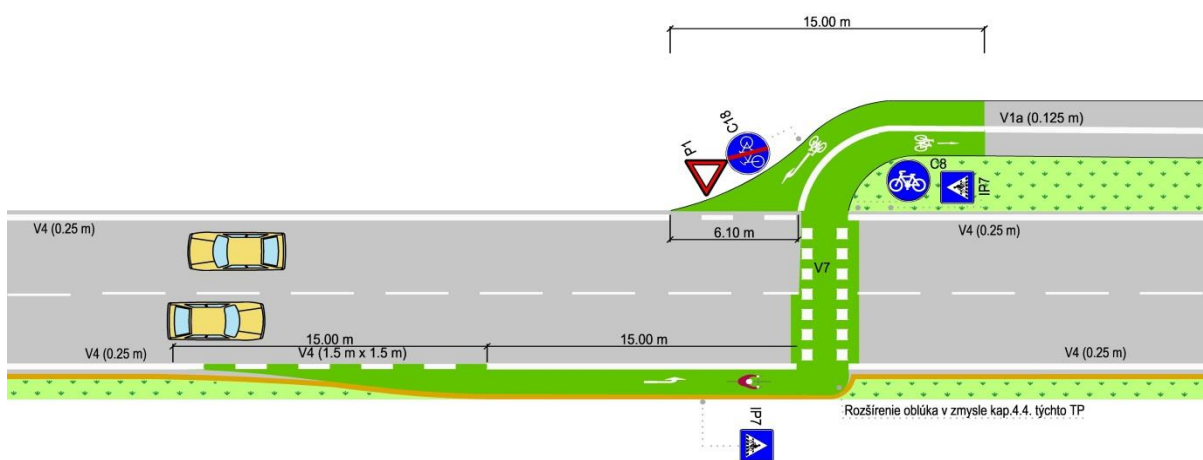 15.00 m
P1
C18
V1a (0.125 m)
C8
IP7
V4 (0.25 m)
6.10 m
V4 (0.25 m)
V7
15.00 m
15.00 m
V4 (0.25 m)
V4 (1.5 m x 1.5 m)
V4 (0.25 m)
IP7
Rozšírenie oblúka v zmysle kap.4.4. týchto TP